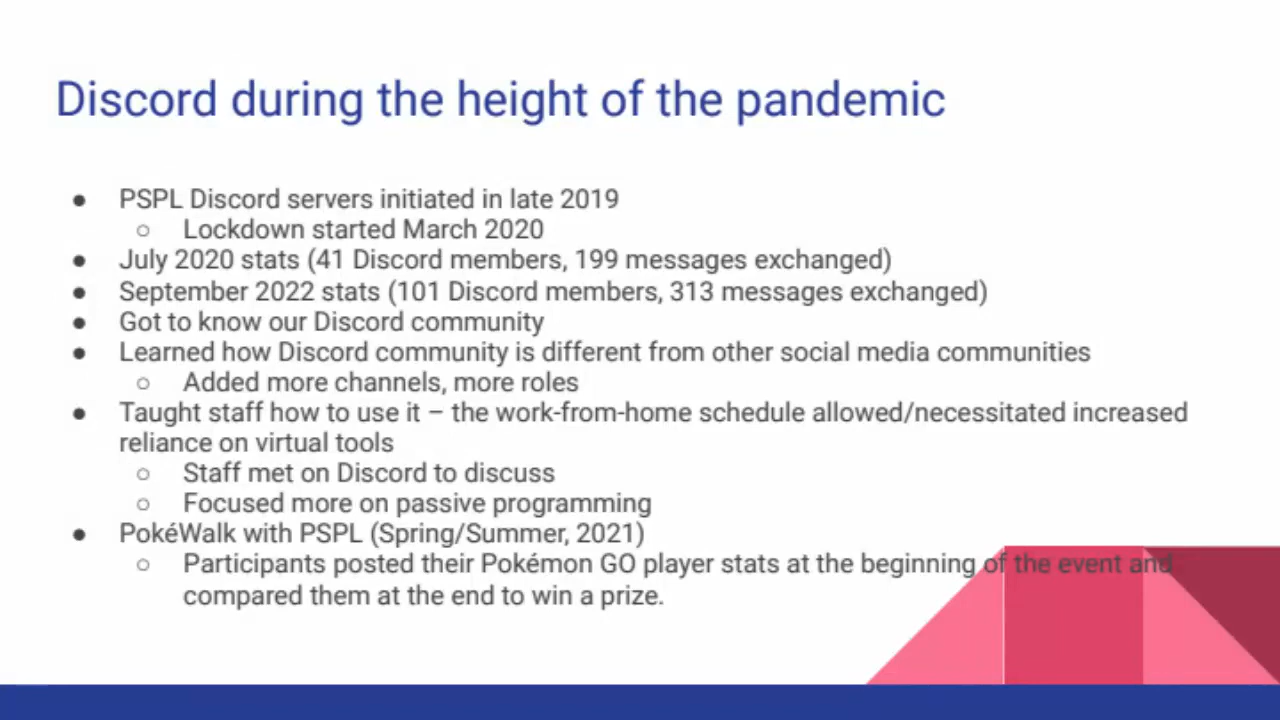 Discord during the height of the pandemic
● PSPL Discord servers initiated in late 2019
○ Lockdown started March 2020
● July 2020 stats (41 Discord members, 199 messages exchanged)
● September 2022 stats (101 Discord members, 313 messages exchanged)
● Got to know our Discord community
● Learned how Discord community is different from other social media communities
○ Added more channels, more roles
● Taught staff how to use it – the work-from-home schedule allowed/necessitated increased
reliance on virtual tools
○ Staff met on Discord to discuss
○ Focused more on passive programming
● PokéWalk with PSPL (Spring/Summer, 2021)
○ Participants posted their Pokémon GO player stats at the beginning of the event and
compared them at the end to win a prize.